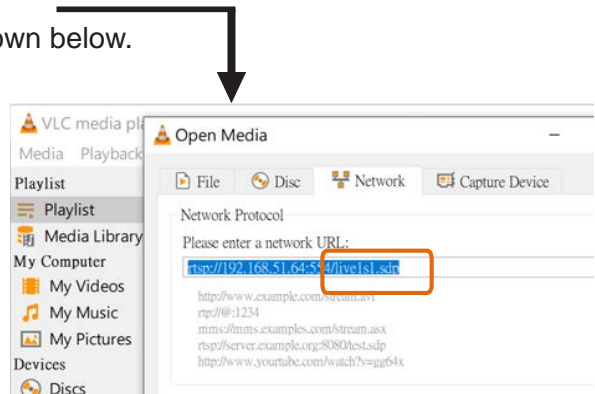 own below.
VLC media pla
Open Media
Media Playback
File Disc Network Capture Device
Playlist
Playlist
Media Library
My Computer
My Videos
My Music
My Pictures
Devices
Discs
Network Protocol
Please enter a network URL:
rtsp://192.168.51.64:554/live1s1.sdp
http://www.example.com/stream.avi
rtp://@:1234
mms://mms.examples.com/stream.asx
rtsp://server.example.org:8080/test.sdp
http://www.yourtube.com/watch?v=gg64x